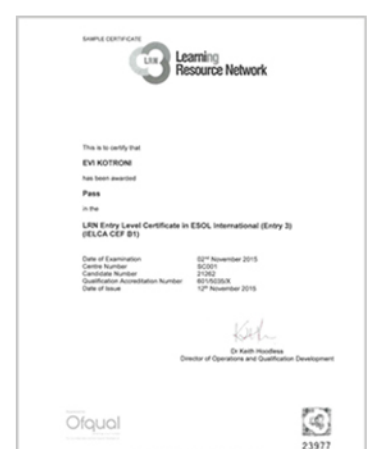 SAMPLE CERTIFICATE
LRN
Learning
Resource Network
This is to certify that
EVI KOTRONI
has been awarded
Pass
in the
LRN Entry Level Certificate in ESOL International (Entry 3)
(IELCA CEF B1)
Date of Examination 02nd November 2015
Centre Number SC001
Candidate Number 21262
Qualification Accreditation Number 601/5035/X
Date of Issue 12th November 2015
Dr Keith Hoodless
Director of Operations and Qualification Development
Ofqual
23977